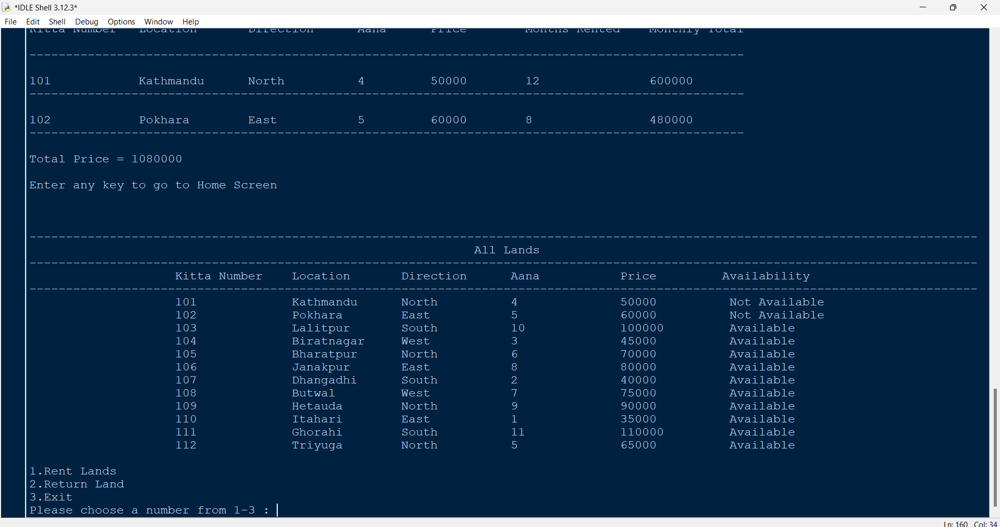 *IDLE Shell 3.12.3*
File Edit Shell Debug Options Window Help
Kitta Number Location Direction Aana Price Months Rented Monthly Total
------------------------------------------------------------------------------------------------
101 Kathmandu North 4 50000 12 600000
------------------------------------------------------------------------------------------------
102 Pokhara East 5 60000 8 480000
------------------------------------------------------------------------------------------------
Total Price = 1080000
Enter any key to go to Home Screen
----------------------------------------------------------------------------------------------------------------------------------
All Lands
----------------------------------------------------------------------------------------------------------------------------------
Kitta Number Location Direction Aana Price Availability
----------------------------------------------------------------------------------------------------------------------------------
101 Kathmandu North 4 50000 Not Available
102 Pokhara East 5 60000 Not Available
103 Lalitpur South 10 100000 Available
104 Biratnagar West 3 45000 Available
105 Bharatpur North 6 70000 Available
106 Janakpur East 8 80000 Available
107 Dhangadhi South 2 40000 Available
108 Butwal West 7 75000 Available
109 Hetauda North 9 90000 Available
110 Itahari East 1 35000 Available
111 Ghorahi South 11 110000 Available
112 Triyuga North 5 65000 Available
1.Rent Lands
2.Return Land
3.Exit
Please choose a number from 1-3 :
Ln: 160 Col: 34